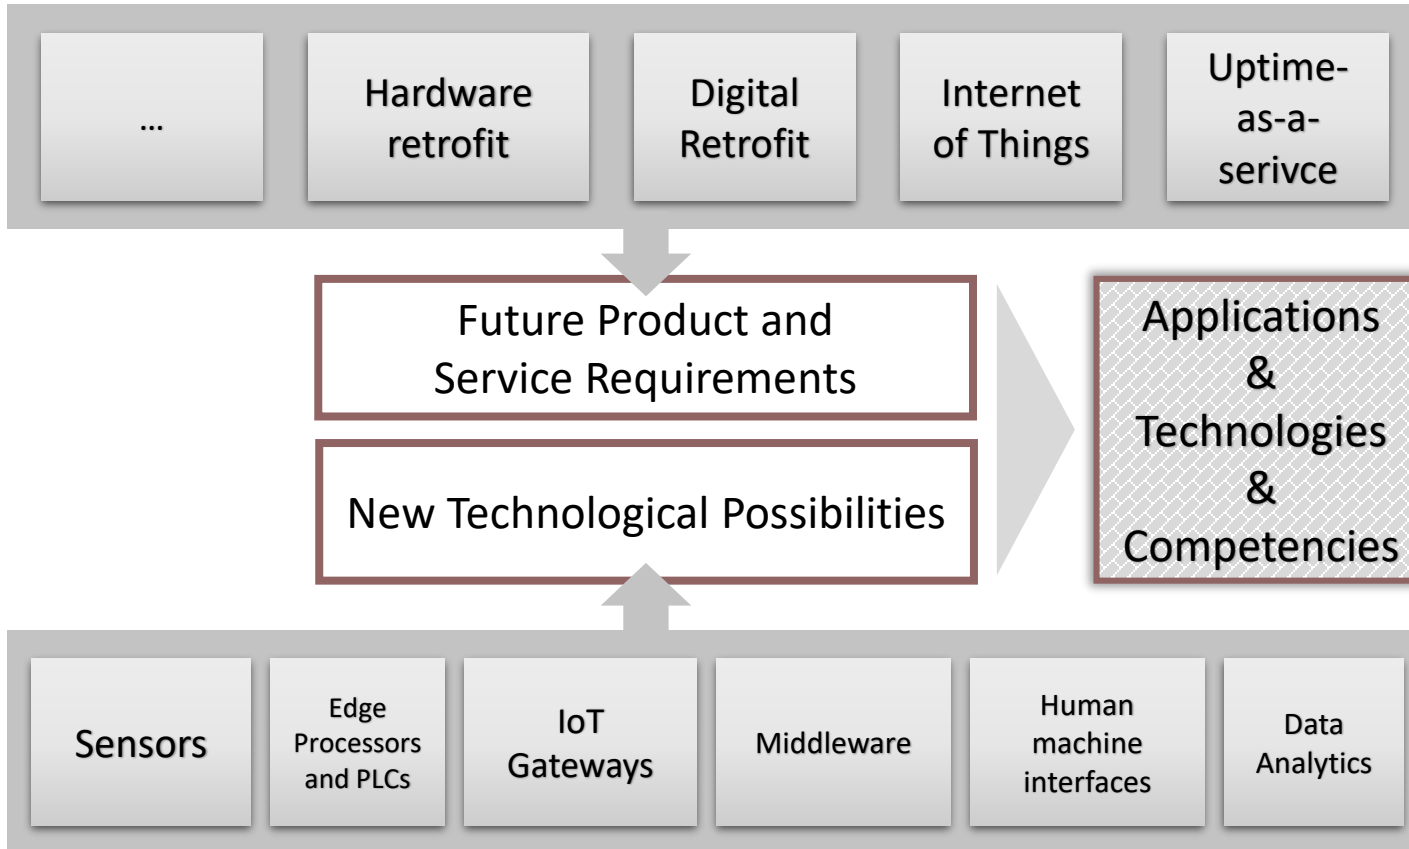 ...
Hardware
retrofit
Digital
Retrofit
Internet
of Things
Uptime-
as-a-
serivce
Future Product and
Service Requirements
New Technological Possibilities
Applications
&
Technologies
&
Competencies
Sensors
Edge
Processors
and PLCs
IoT
Gateways
Middleware
Human
machine
interfaces
Data
Analytics